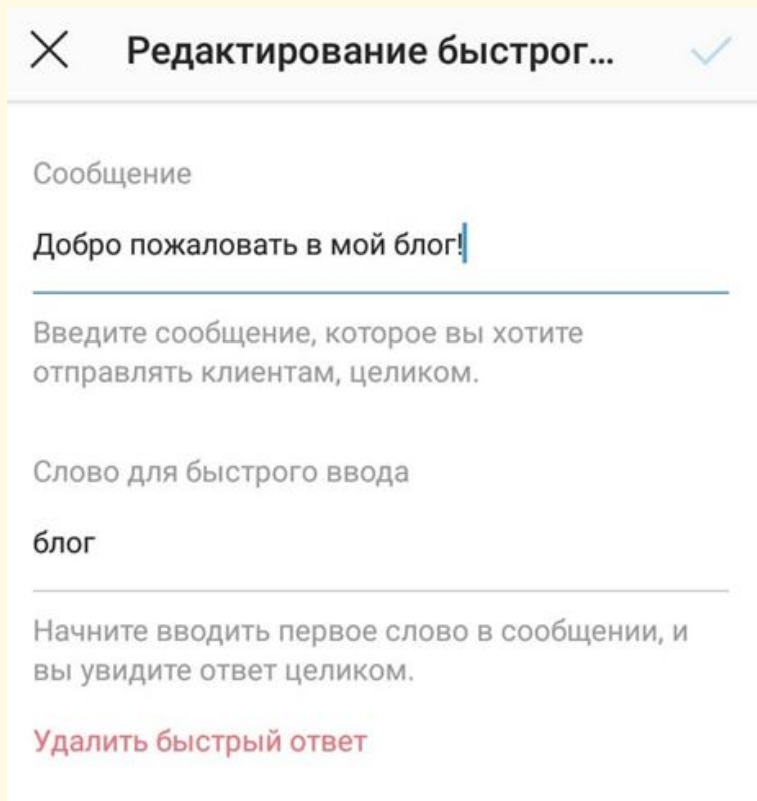 Редактирование быстрог...
Сообщение
Добро пожаловать в мой блог!
Введите сообщение, которое вы хотите
отправлять клиентам, целиком.
Слово для быстрого ввода
блог
Начните вводить первое слово в сообщении, и
вы увидите ответ целиком.
Удалить быстрый ответ